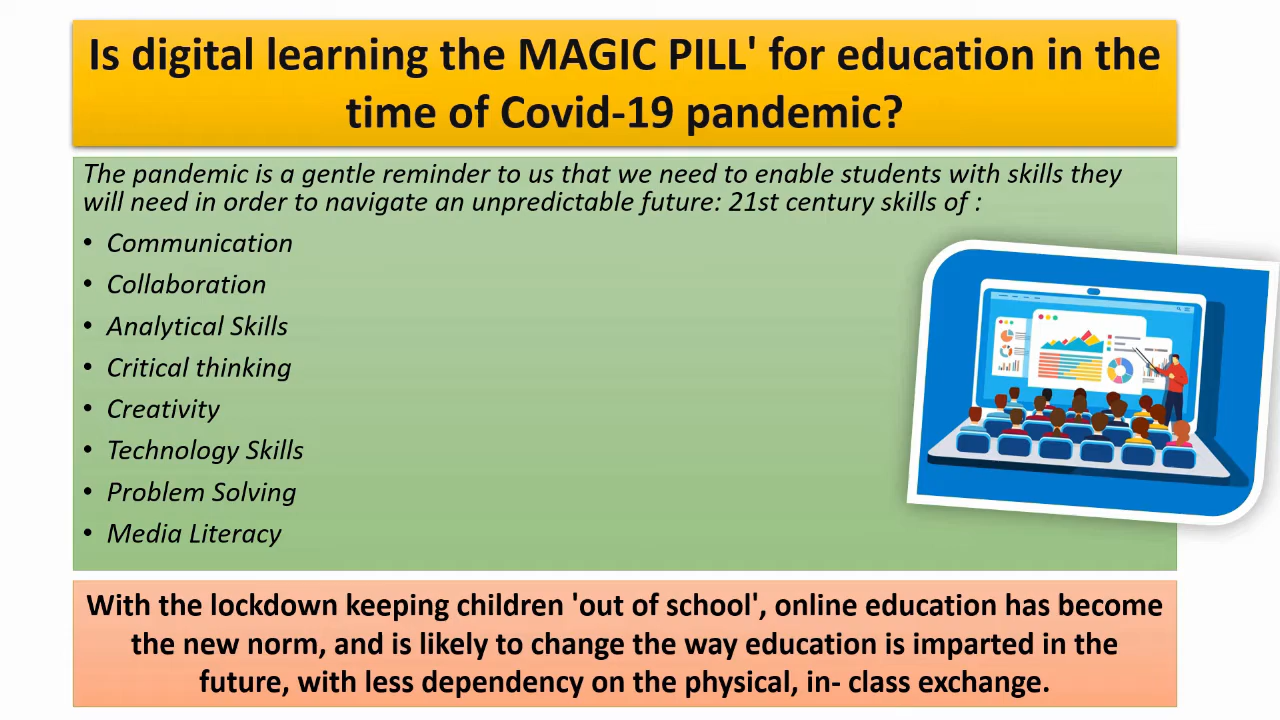 Is digital learning the MAGIC PILL' for education in the
time of Covid-19 pandemic?
The pandemic is a gentle reminder to us that we need to enable students with skills they
will need in order to navigate an unpredictable future: 21st century skills of :
• Communication
• Collaboration
• Analytical Skills
• Critical thinking
• Creativity
• Technology Skills
• Problem Solving
• Media Literacy
With the lockdown keeping children 'out of school', online education has become
the new norm, and is likely to change the way education is imparted in the
future, with less dependency on the physical, in- class exchange.